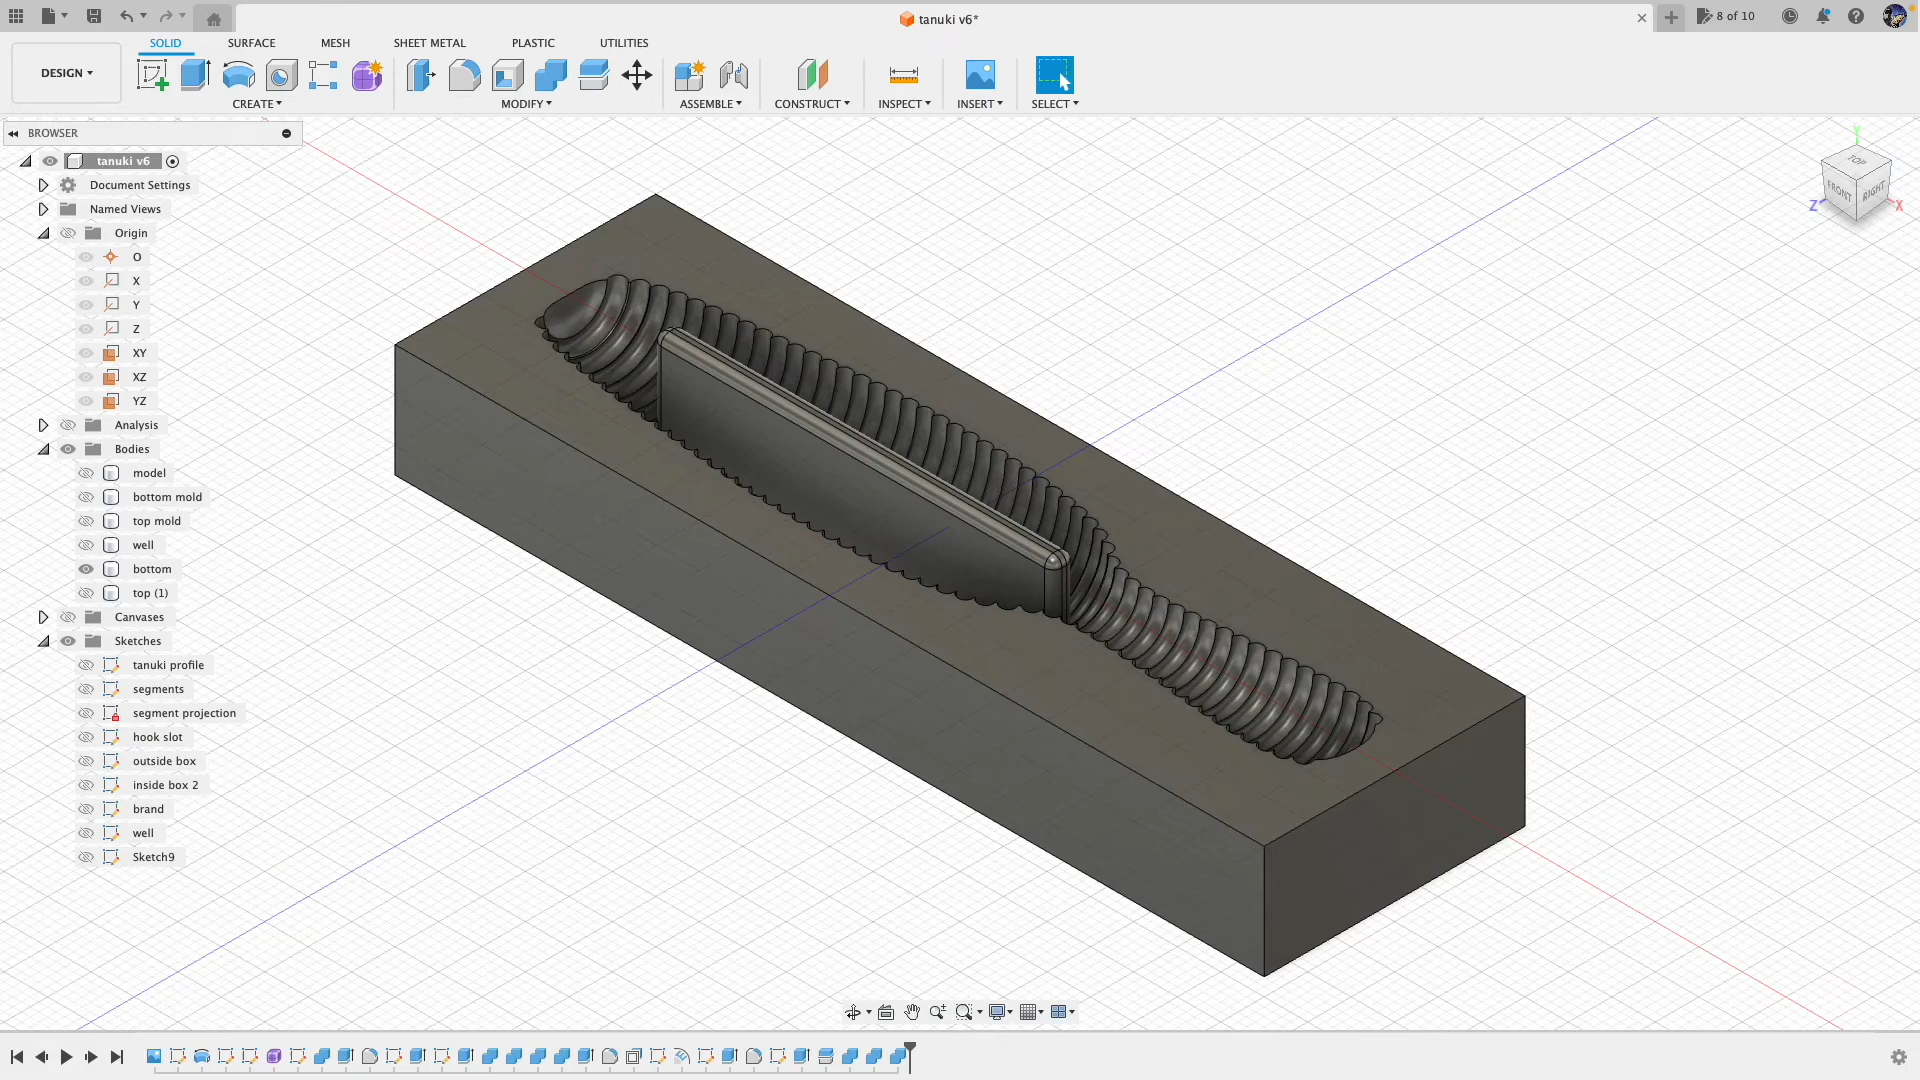 tanuki v6*
8 of 10
SOLID
SURFACE
MESH
SHEET METAL
PLASTIC
UTILITIES
DESIGN
CREATE
MODIFY
ASSEMBLE
CONSTRUCT
INSPECT
INSERT
SELECT
BROWSER
tanuki v6
Document Settings
Named Views
Origin
O
X
Y
Z
XY
XZ
YZ
Analysis
Bodies
model
bottom mold
top mold
well
bottom
top (1)
Canvases
Sketches
tanuki profile
segments
segment projection
hook slot
outside box
inside box 2
brand
well
Sketch9
Y
TOP
FRONT
RIGHT
Z
X